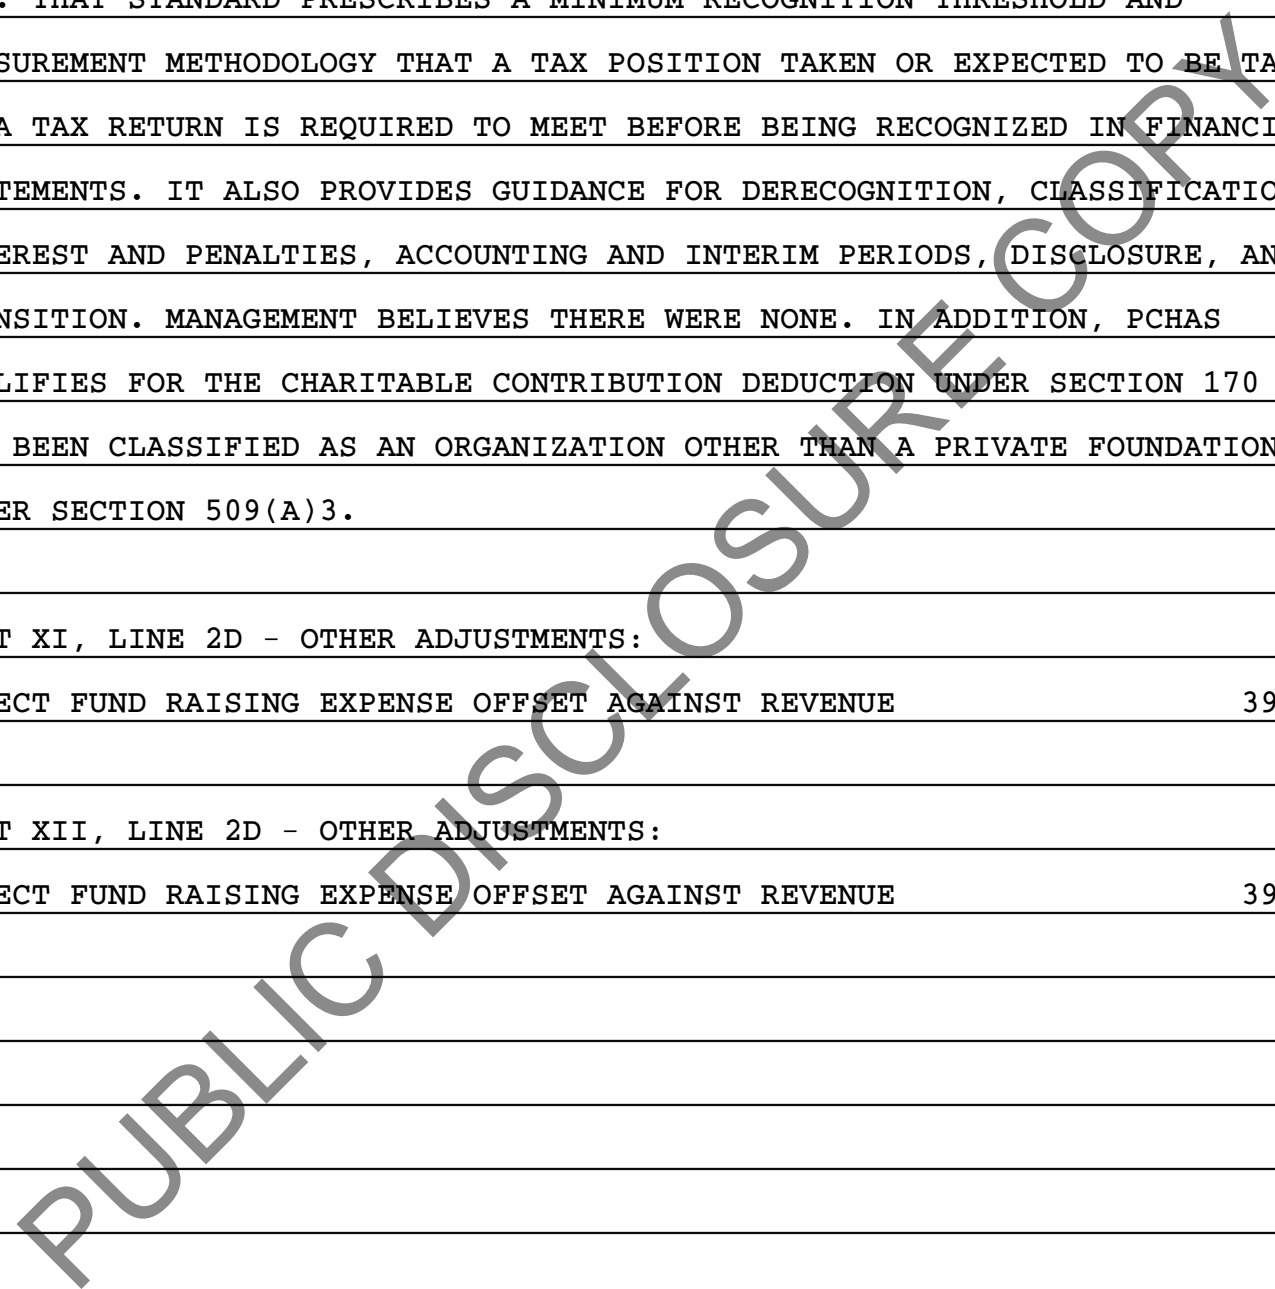 . THAT STANDARD PRESCRIBES A MINIMUM RECOGNITION THRESHOLD AND
SUREMENT METHODOLOGY THAT A TAX POSITION TAKEN OR EXPECTED TO BE TA
A TAX RETURN IS REQUIRED TO MEET BEFORE BEING RECOGNIZED IN FINANCI
TEMENTS. IT ALSO PROVIDES GUIDANCE FOR DERECOGNITION, CLASSIFICATIO
EREST AND PENALTIES, ACCOUNTING AND INTERIM PERIODS, DISCLOSURE, AN
NSITION. MANAGEMENT BELIEVES THERE WERE NONE. IN ADDITION, PCHAS
LIFIES FOR THE CHARITABLE CONTRIBUTION DEDUCTION UNDER SECTION 170
BEEN CLASSIFIED AS AN ORGANIZATION OTHER THAN A PRIVATE FOUNDATION
ER SECTION 509(A)3.
T XI, LINE 2D - OTHER ADJUSTMENTS:
ECT FUND RAISING EXPENSE OFFSET AGAINST REVENUE 39
T XII, LINE 2D - OTHER ADJUSTMENTS:
ECT FUND RAISING EXPENSE OFFSET AGAINST REVENUE 39
PUBLIC DISCLOSURE COPY